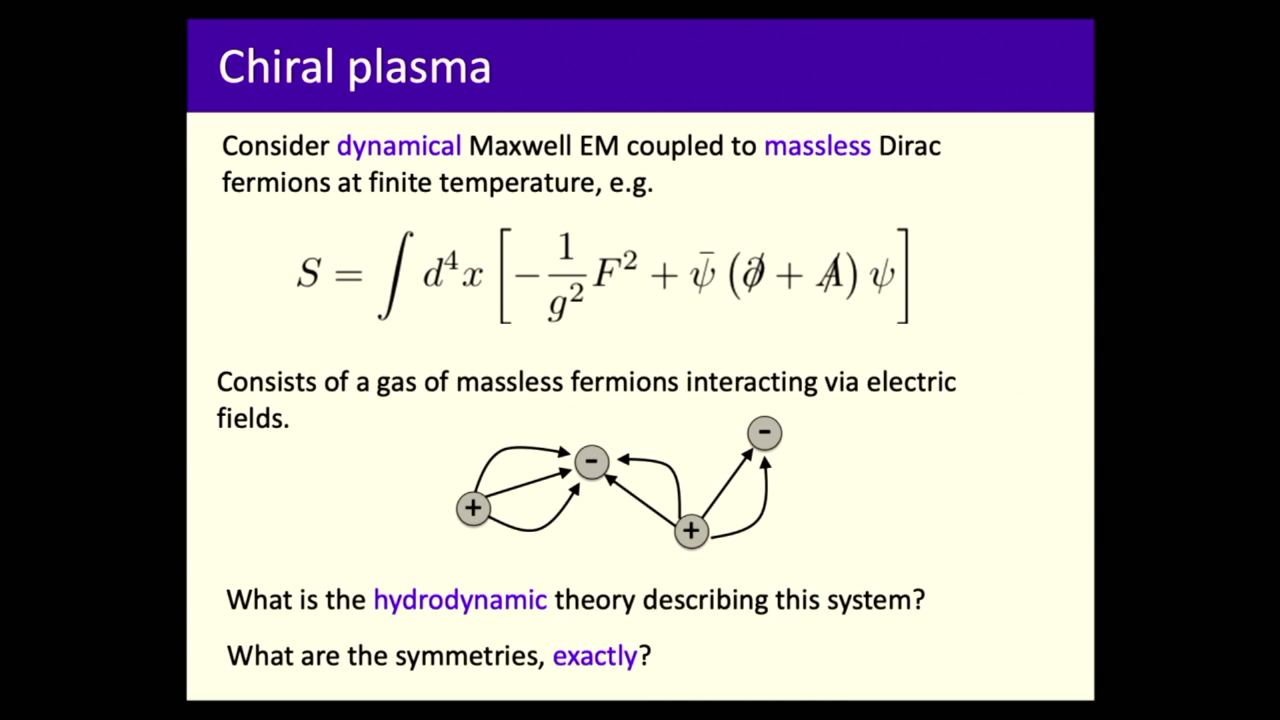 Chiral plasma
Consider dynamical Maxwell EM coupled to massless Dirac
fermions at finite temperature, e.g.
S = ∫ d⁴x [ −1/g² F² + ψ̄ (∂̸ + A̸) ψ ]
Consists of a gas of massless fermions interacting via electric
fields.
-
-
+
+
What is the hydrodynamic theory describing this system?
What are the symmetries, exactly?